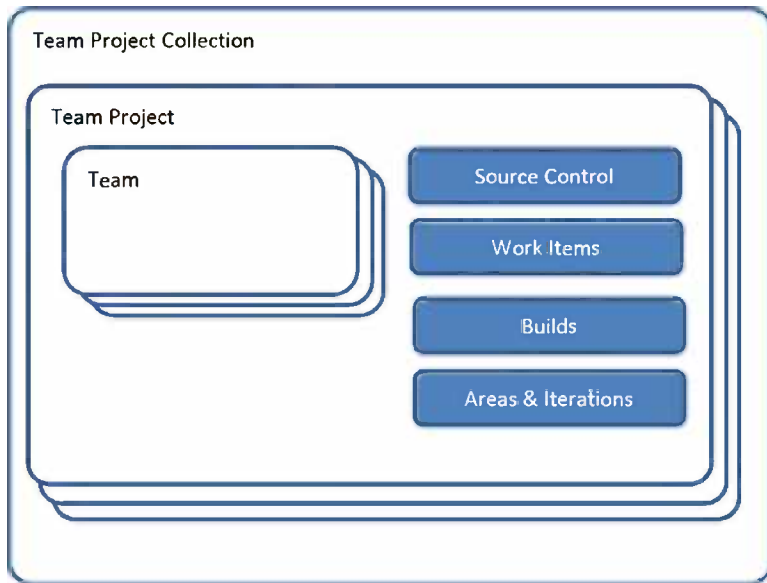 Team Project Collection
Team Project
Team
Source Control
Work Items
Builds
Areas & Iterations